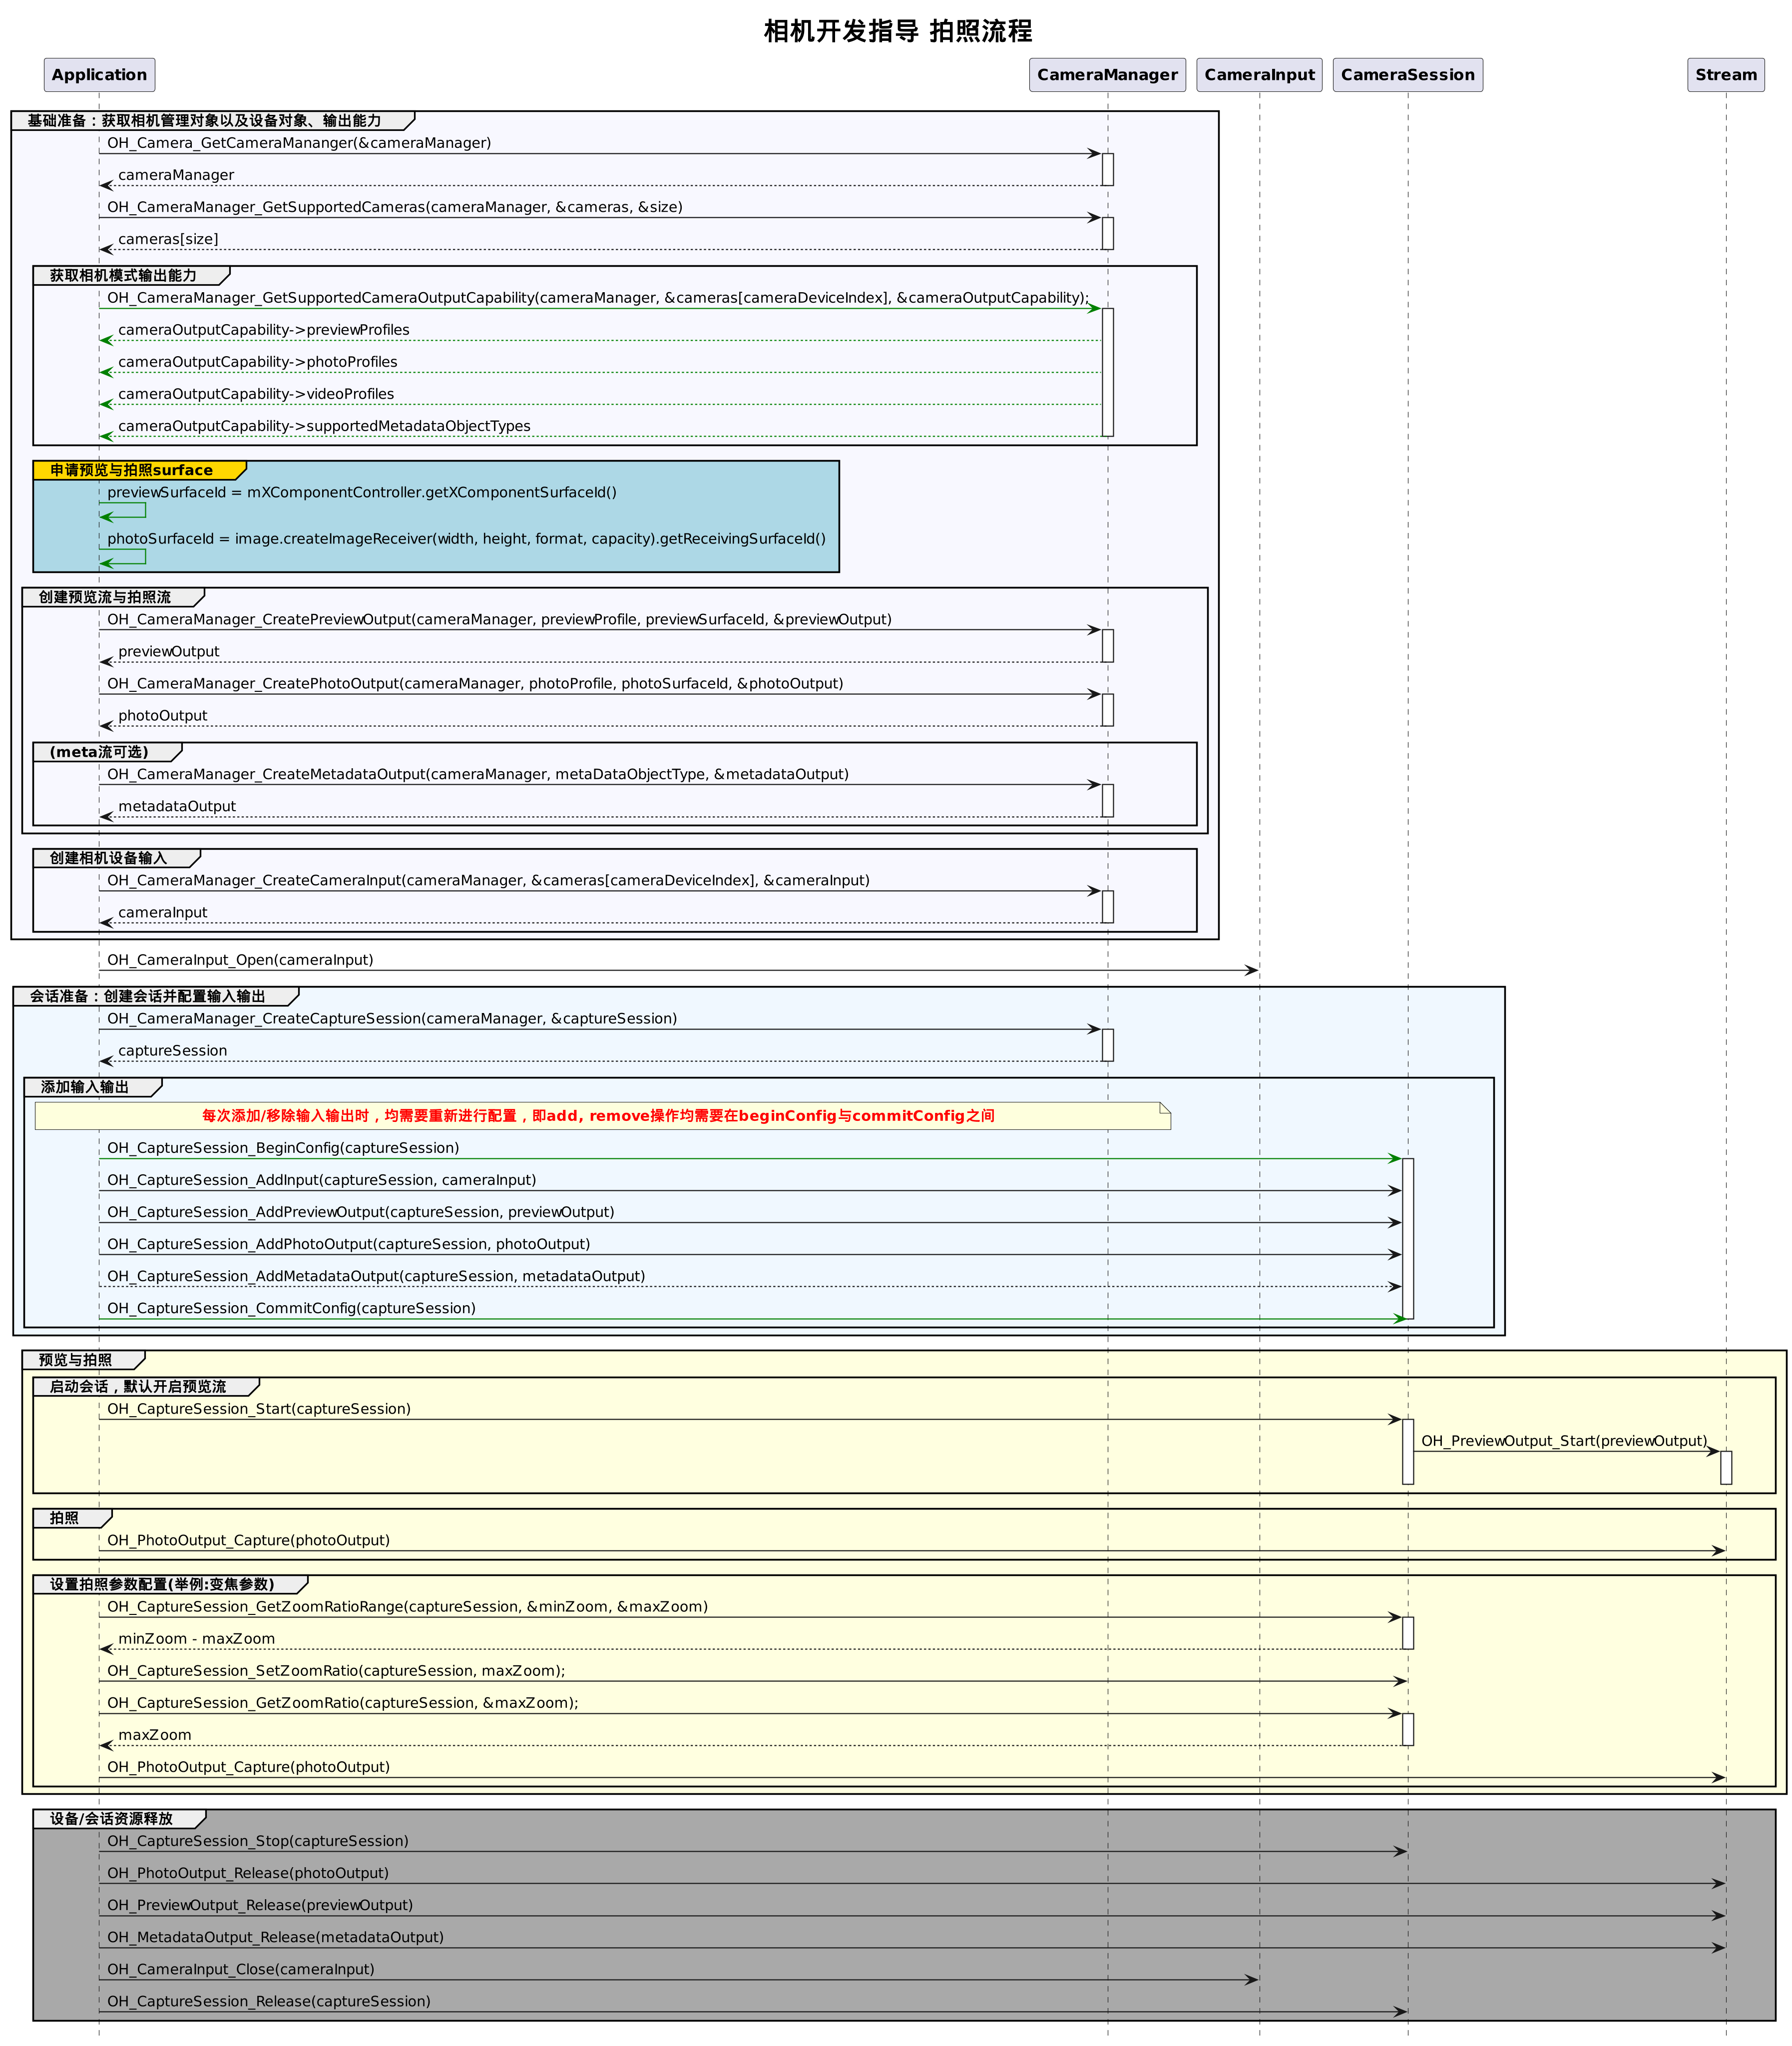 相机开发指导 拍照流程
Application
CameraManager
CameraInput
CameraSession
Stream
基础准备：获取相机管理对象以及设备对象、输出能力
OH_Camera_GetCameraMananger(&cameraManager)
cameraManager
OH_CameraManager_GetSupportedCameras(cameraManager, &cameras, &size)
cameras[size]
获取相机模式输出能力
OH_CameraManager_GetSupportedCameraOutputCapability(cameraManager, &cameras[cameraDeviceIndex], &cameraOutputCapability);
cameraOutputCapability->previewProfiles
cameraOutputCapability->photoProfiles
cameraOutputCapability->videoProfiles
cameraOutputCapability->supportedMetadataObjectTypes
申请预览与拍照surface
previewSurfaceId = mXComponentController.getXComponentSurfaceId()
photoSurfaceId = image.createImageReceiver(width, height, format, capacity).getReceivingSurfaceId()
创建预览流与拍照流
OH_CameraManager_CreatePreviewOutput(cameraManager, previewProfile, previewSurfaceId, &previewOutput)
previewOutput
OH_CameraManager_CreatePhotoOutput(cameraManager, photoProfile, photoSurfaceId, &photoOutput)
photoOutput
(meta流可选)
OH_CameraManager_CreateMetadataOutput(cameraManager, metaDataObjectType, &metadataOutput)
metadataOutput
创建相机设备输入
OH_CameraManager_CreateCameraInput(cameraManager, &cameras[cameraDeviceIndex], &cameraInput)
cameraInput
OH_CameraInput_Open(cameraInput)
会话准备：创建会话并配置输入输出
OH_CameraManager_CreateCaptureSession(cameraManager, &captureSession)
captureSession
添加输入输出
每次添加/移除输入输出时，均需要重新进行配置，即add, remove操作均需要在beginConfig与commitConfig之间
OH_CaptureSession_BeginConfig(captureSession)
OH_CaptureSession_AddInput(captureSession, cameraInput)
OH_CaptureSession_AddPreviewOutput(captureSession, previewOutput)
OH_CaptureSession_AddPhotoOutput(captureSession, photoOutput)
OH_CaptureSession_AddMetadataOutput(captureSession, metadataOutput)
OH_CaptureSession_CommitConfig(captureSession)
预览与拍照
启动会话，默认开启预览流
OH_CaptureSession_Start(captureSession)
OH_PreviewOutput_Start(previewOutput)
拍照
OH_PhotoOutput_Capture(photoOutput)
设置拍照参数配置(举例:变焦参数)
OH_CaptureSession_GetZoomRatioRange(captureSession, &minZoom, &maxZoom)
minZoom - maxZoom
OH_CaptureSession_SetZoomRatio(captureSession, maxZoom);
OH_CaptureSession_GetZoomRatio(captureSession, &maxZoom);
maxZoom
OH_PhotoOutput_Capture(photoOutput)
设备/会话资源释放
OH_CaptureSession_Stop(captureSession)
OH_PhotoOutput_Release(photoOutput)
OH_PreviewOutput_Release(previewOutput)
OH_MetadataOutput_Release(metadataOutput)
OH_CameraInput_Close(cameraInput)
OH_CaptureSession_Release(captureSession)